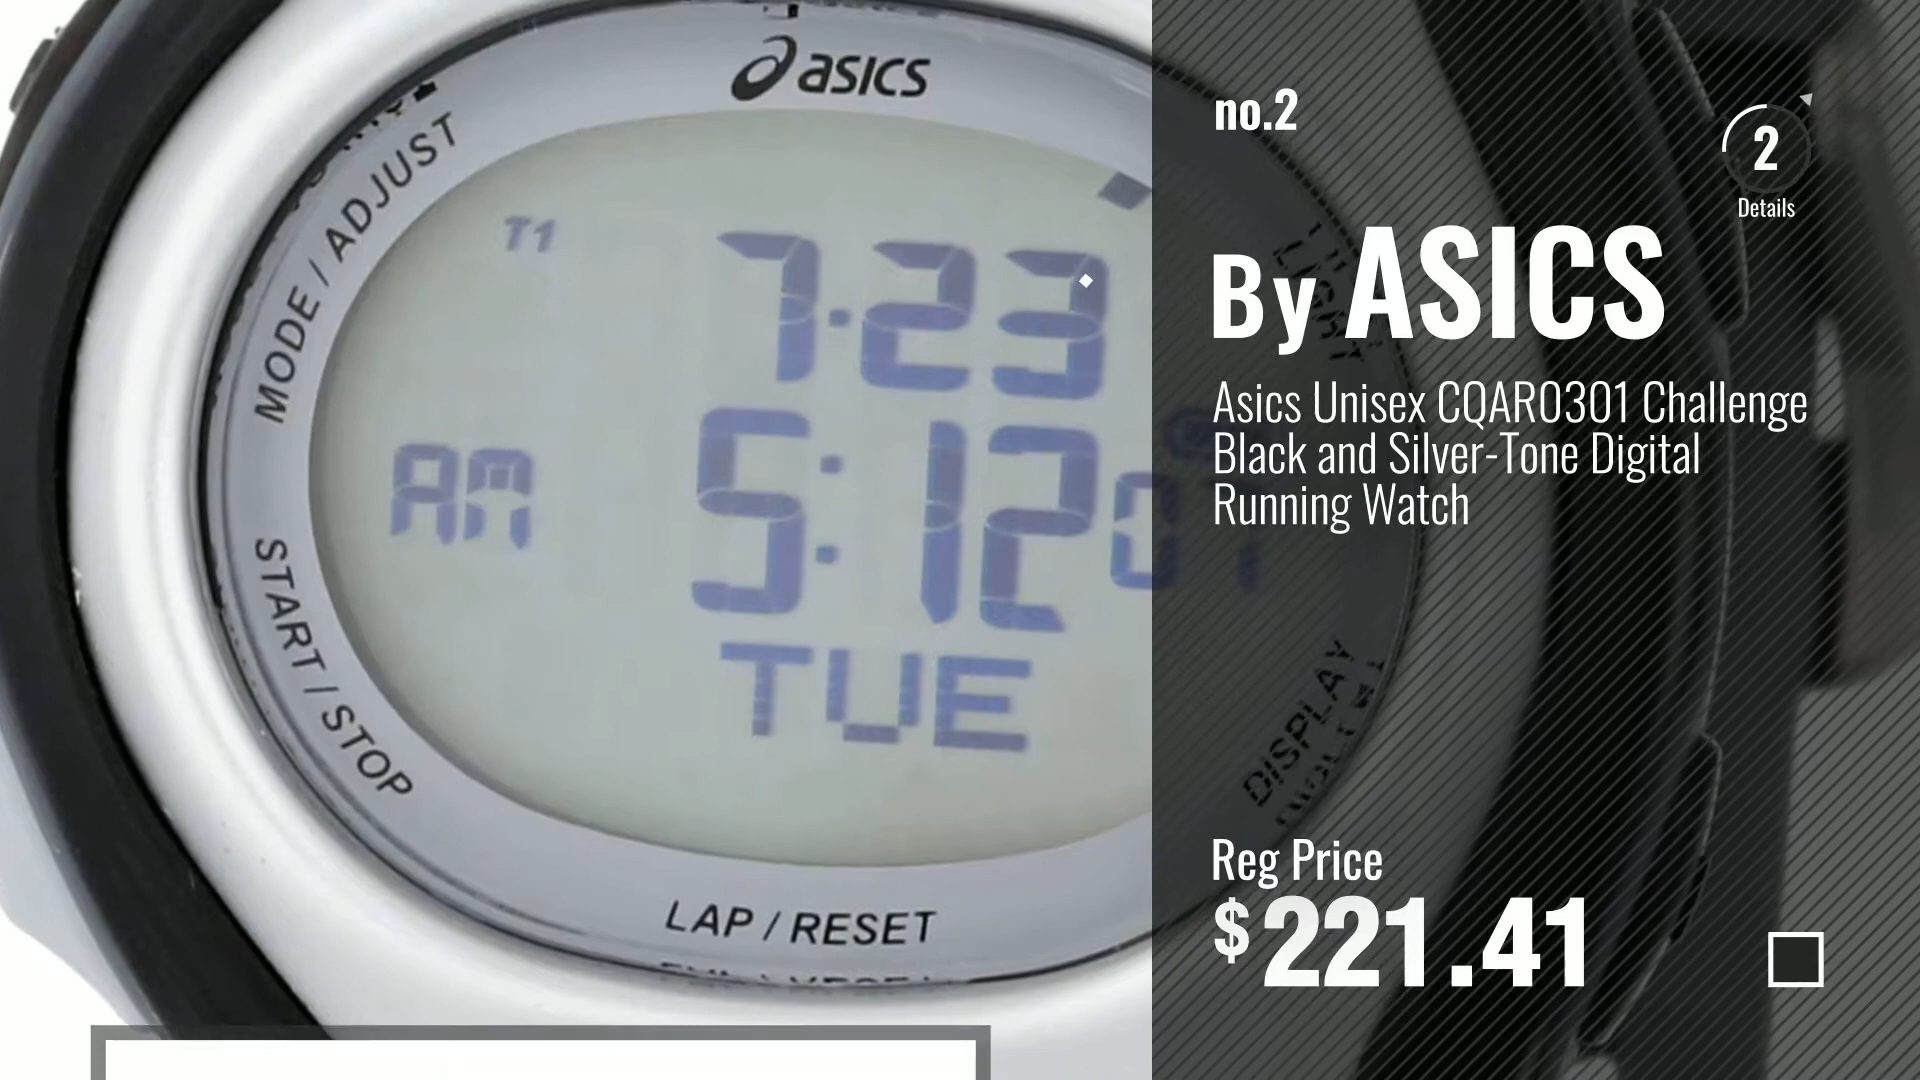 asics
MODE / ADJUST
T1
7-23
AM
5:12
TUE
START / STOP
LAP / RESET
DISPLAY
no.2
2
Details
By ASICS
Asics Unisex CQAR0301 Challenge
Black and Silver-Tone Digital
Running Watch
Reg Price
$221.41